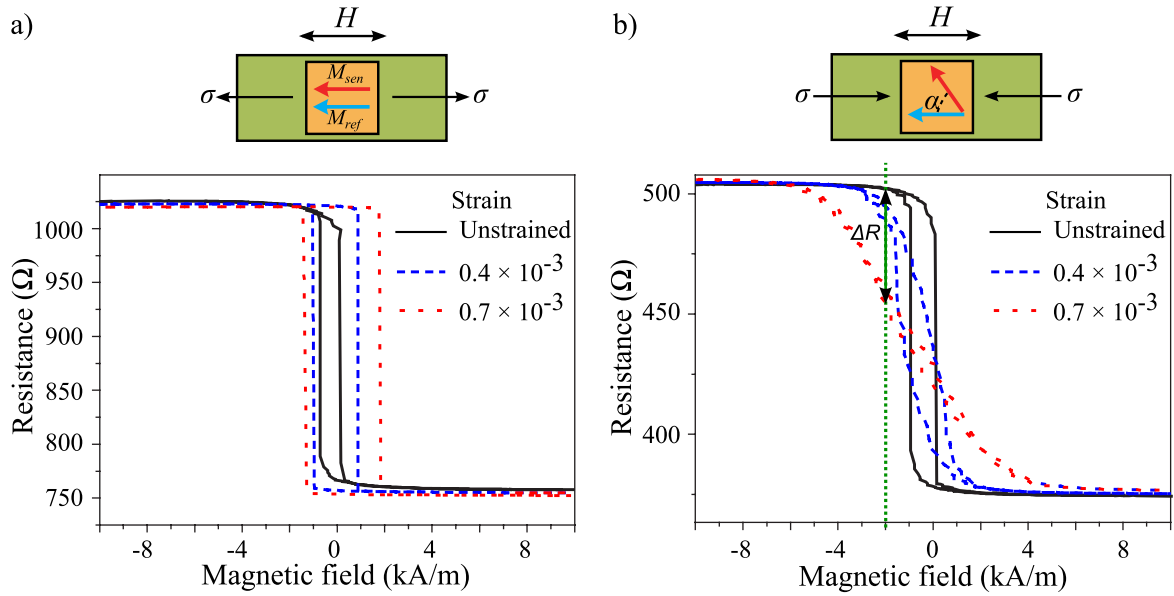 a)
H
σ
M_sen
M_ref
σ
Resistance (Ω)
1000
950
900
850
800
750
Strain
Unstrained
0.4 × 10⁻³
0.7 × 10⁻³
-8
-4
0
4
8
Magnetic field (kA/m)
b)
H
σ
α
σ
Resistance (Ω)
500
450
400
ΔR
Strain
Unstrained
0.4 × 10⁻³
0.7 × 10⁻³
-8
-4
0
4
8
Magnetic field (kA/m)